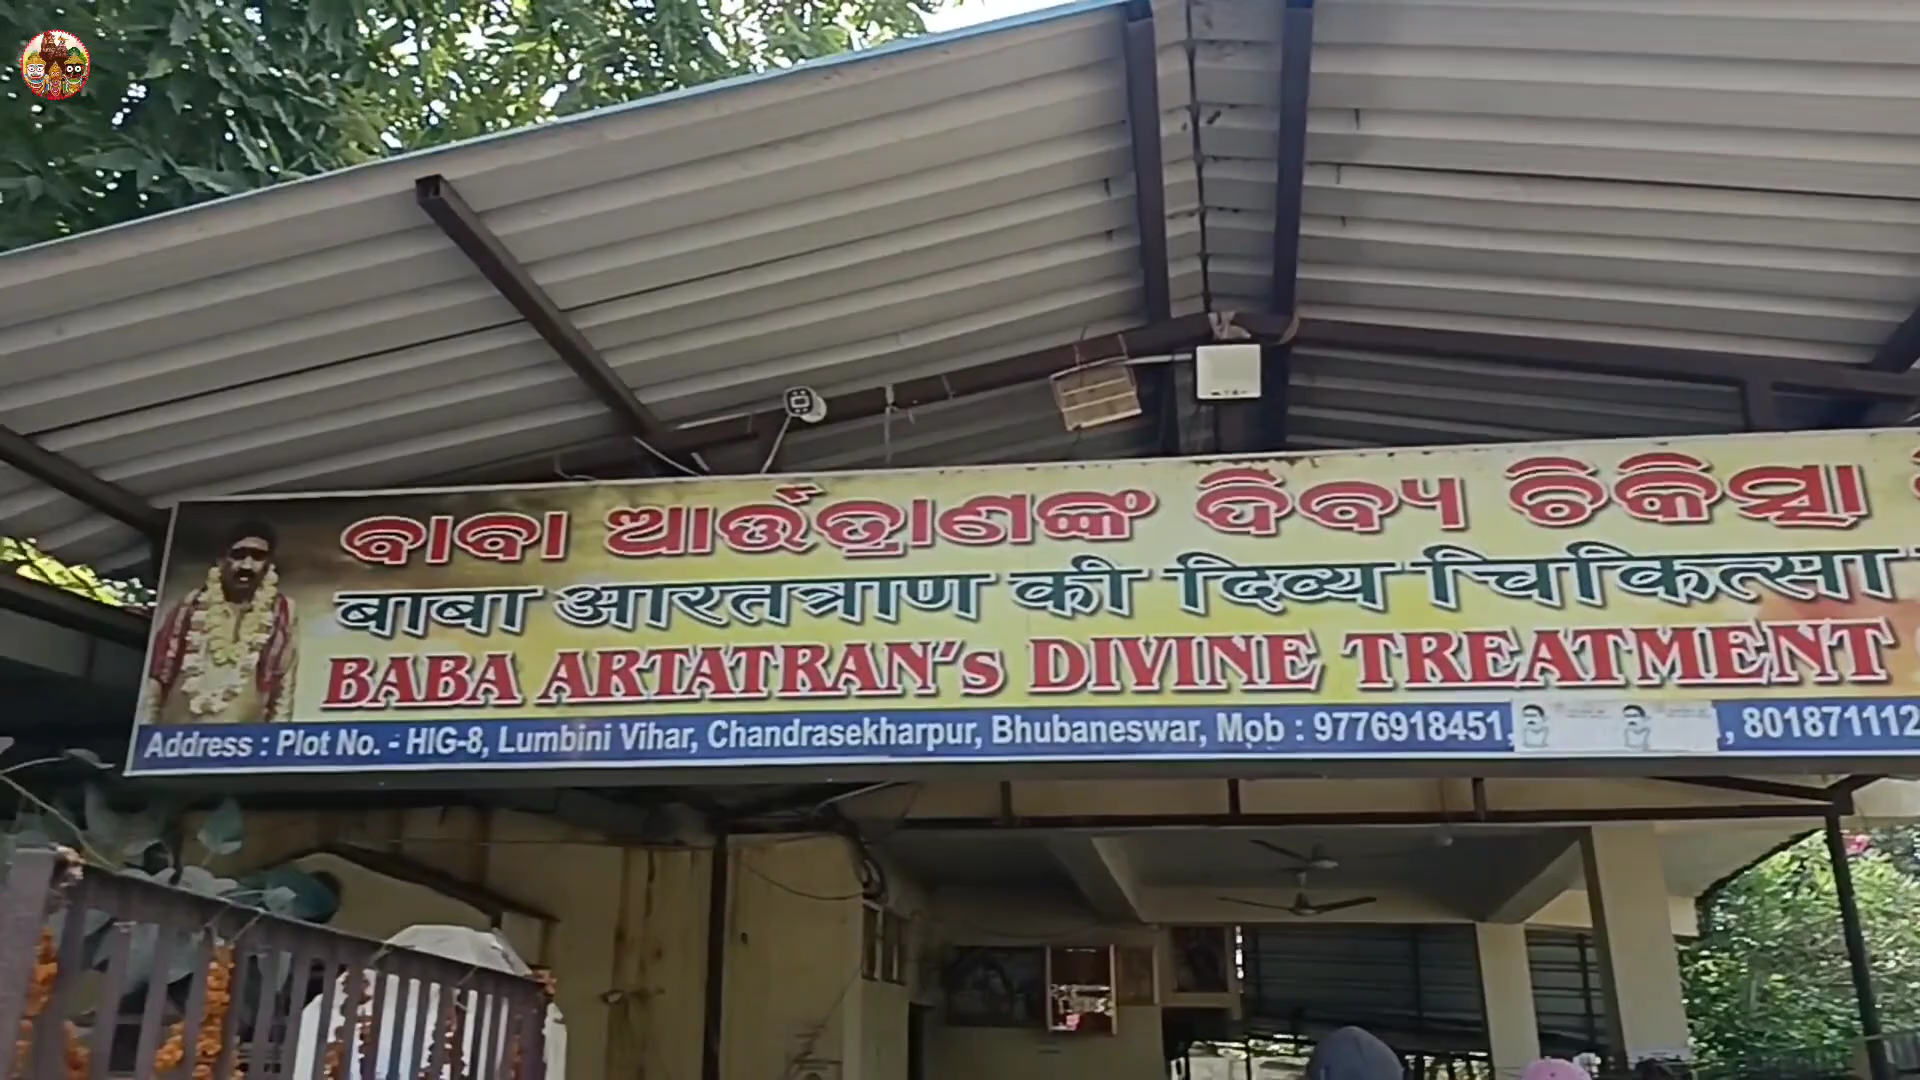 ବାବା ଆର୍ତ୍ତତ୍ରାଣଙ୍କ ଦିବ୍ୟ ଚିକିତ୍ସା
बाबा आरतत्राण की दिव्य चिकित्सा
BABA ARTATRAN's DIVINE TREATMENT
Address : Plot No. - HIG-8, Lumbini Vihar, Chandrasekharpur, Bhubaneswar, Mob : 9776918451, , 801871112